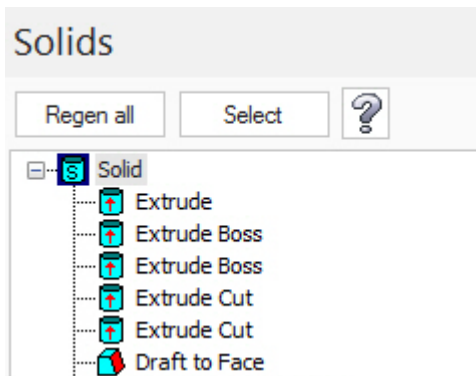 Solids
Regen all Select ?
Solid
Extrude
Extrude Boss
Extrude Boss
Extrude Cut
Extrude Cut
Draft to Face